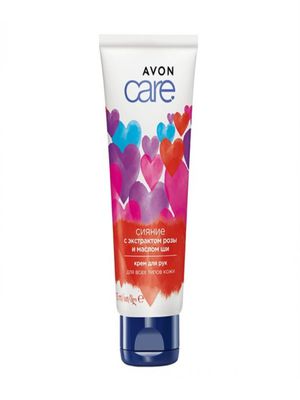 AVON
care
СИЯНИЕ
С ЭКСТРАКТОМ РОЗЫ
И МАСЛОМ ШИ
КРЕМ ДЛЯ РУК
ДЛЯ ВСЕХ ТИПОВ КОЖИ